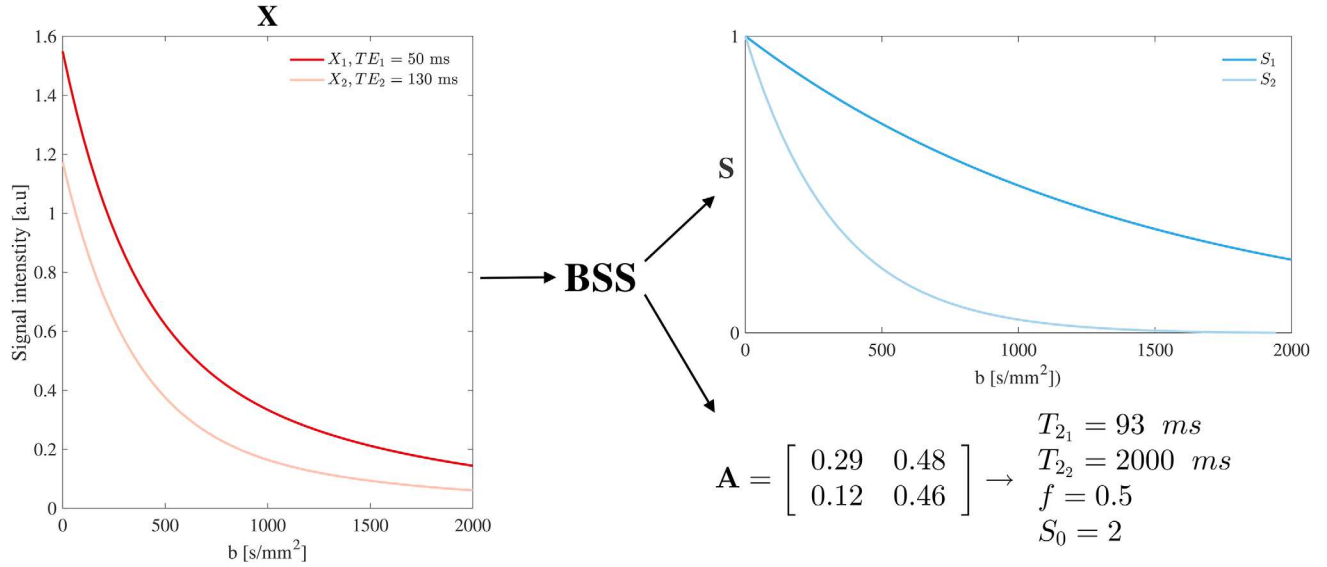 X
Signal intenstity [a.u]
1.6
1.4
1.2
1
0.8
0.6
0.4
0.2
0
X₁, TE₁ = 50 ms
X₂, TE₂ = 130 ms
0 500 1000 1500 2000
b [s/mm²]
BSS
S
1
0
S₁
S₂
0 500 1000 1500 2000
b [s/mm²])
A = [ 0.29 0.48
0.12 0.46 ] →
T₂₁ = 93 ms
T₂₂ = 2000 ms
f = 0.5
S₀ = 2